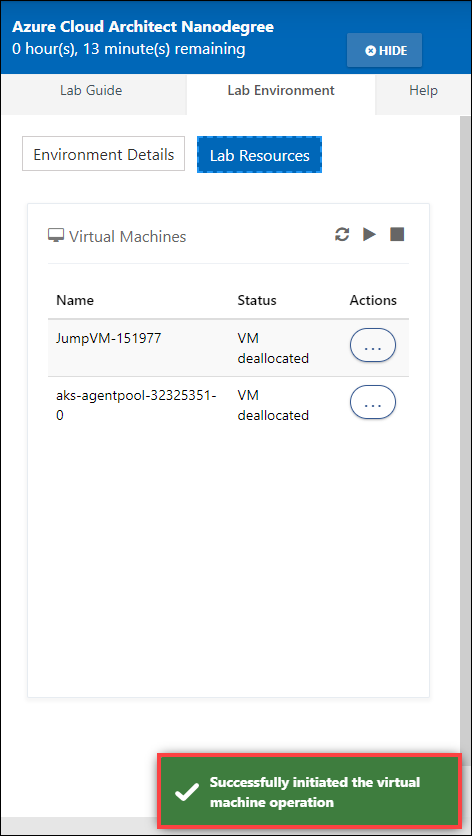 Azure Cloud Architect Nanodegree
0 hour(s), 13 minute(s) remaining
HIDE
Lab Guide
Lab Environment
Help
Environment Details
Lab Resources
Virtual Machines
Name Status Actions
JumpVM-151977 VM
deallocated
...
aks-agentpool-32325351- VM
0 deallocated
...
Successfully initiated the virtual
machine operation